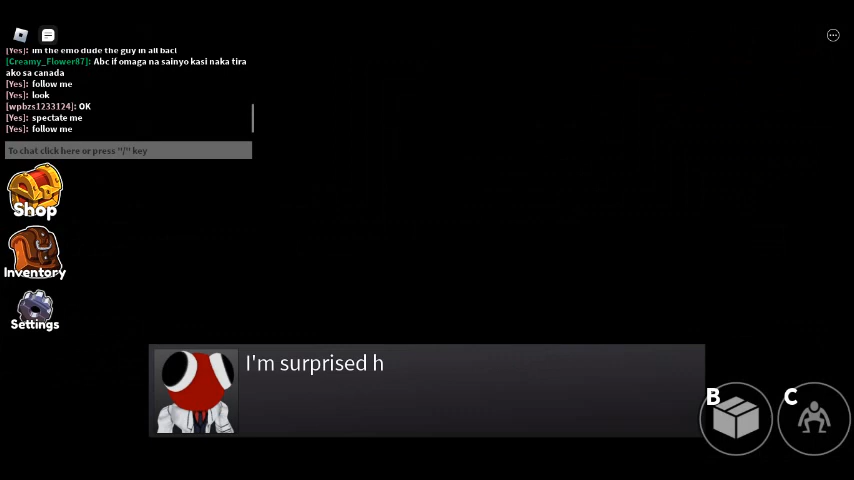 [Yes]: im the emo dude the guy in all bacl
[Creamy_Flower87]: Abc if omaga na sainyo kasi naka tira
ako sa canada
[Yes]: follow me
[Yes]: look
[wpbzs1233124]: OK
[Yes]: spectate me
[Yes]: follow me
To chat click here or press "/" key
Shop
Inventory
Settings
I'm surprised h
B
C